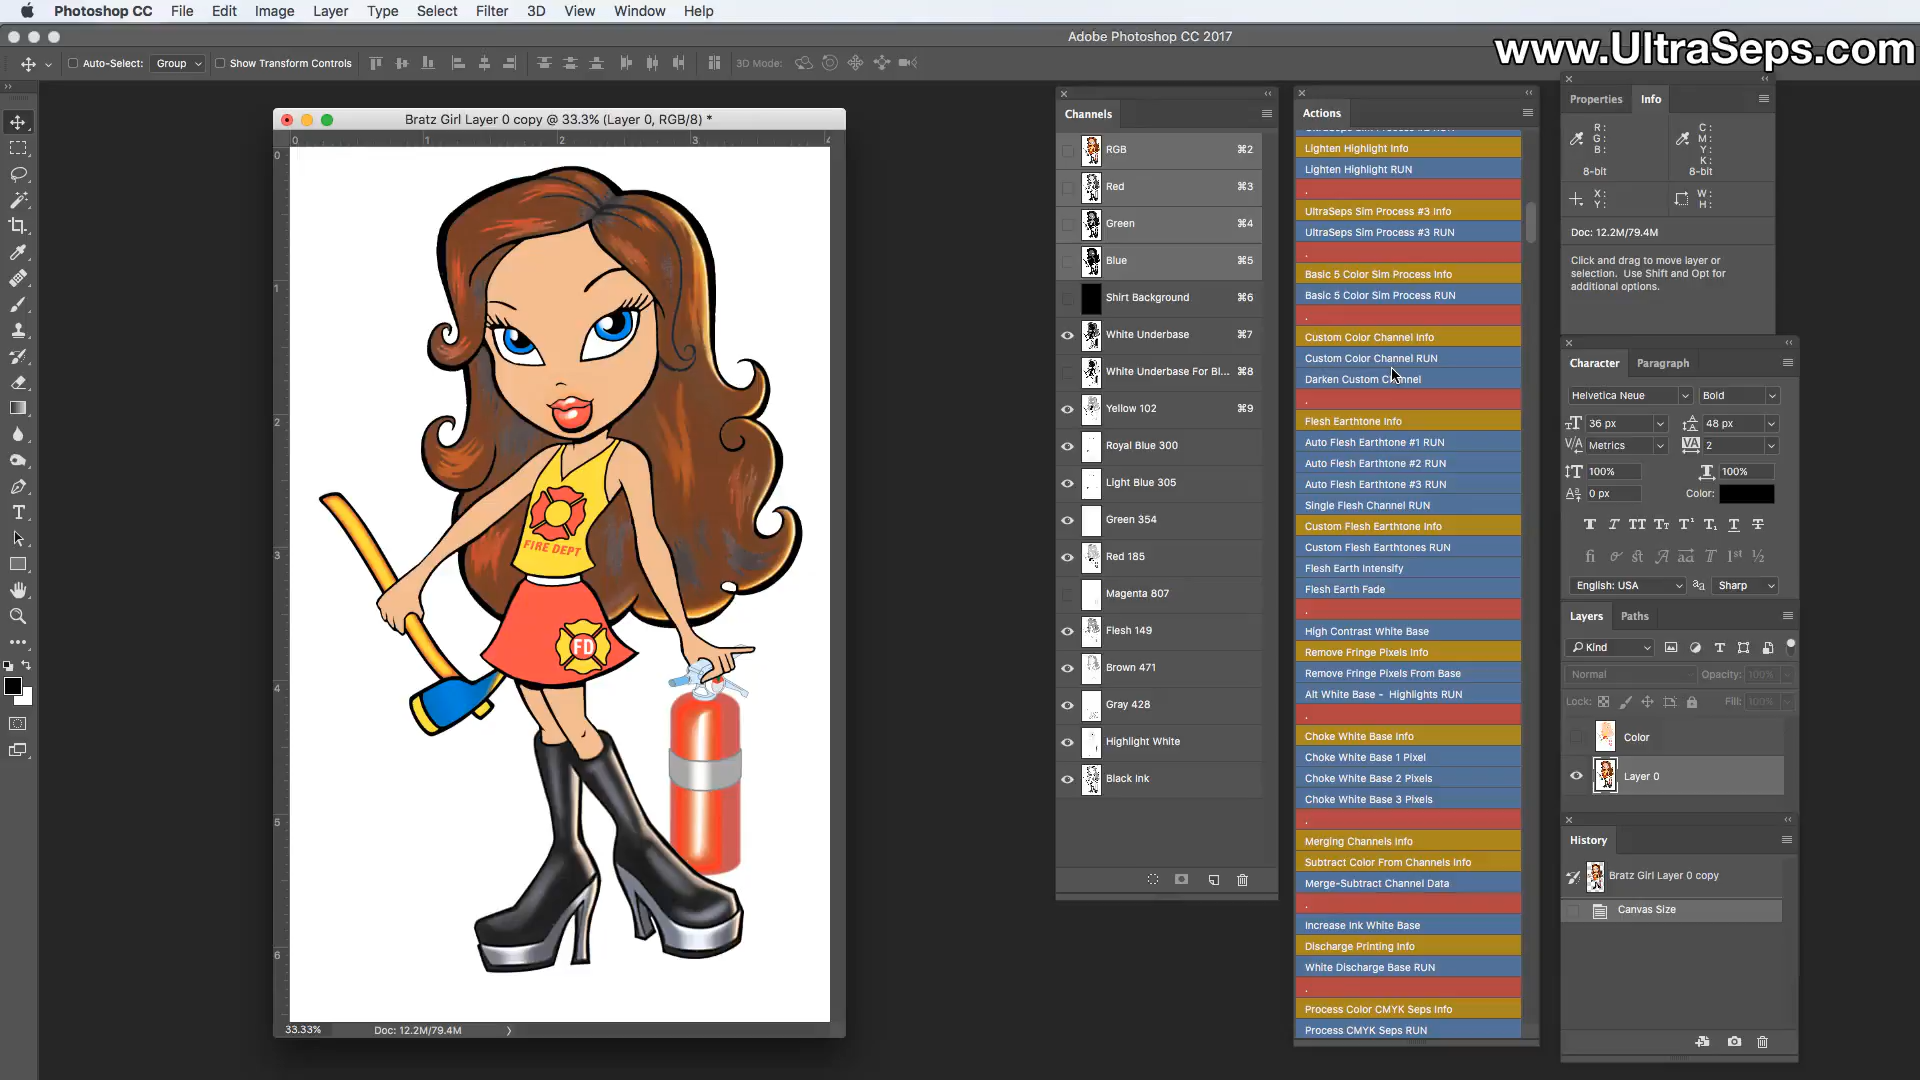 Photoshop CC File Edit Image Layer Type Select Filter 3D View Window Help
Adobe Photoshop CC 2017
www.UltraSeps.com
Auto-Select: Group Show Transform Controls 3D Mode:
Bratz Girl Layer 0 copy @ 33.3% (Layer 0, RGB/8) *
0 1 2 3
0
1
2
3
4
5
6
FIRE DEPT
FD
33.33% Doc: 12.2M/79.4M
Channels
RGB ⌘2
Red ⌘3
Green ⌘4
Blue ⌘5
Shirt Background ⌘6
White Underbase ⌘7
White Underbase For Bl... ⌘8
Yellow 102 ⌘9
Royal Blue 300
Light Blue 305
Green 354
Red 185
Magenta 807
Flesh 149
Brown 471
Gray 428
Highlight White
Black Ink
Actions
Lighten Highlight Info
Lighten Highlight RUN
.
UltraSeps Sim Process #3 Info
UltraSeps Sim Process #3 RUN
.
Basic 5 Color Sim Process Info
Basic 5 Color Sim Process RUN
.
Custom Color Channel Info
Custom Color Channel RUN
Darken Custom Channel
.
Flesh Earthtone Info
Auto Flesh Earthtone #1 RUN
Auto Flesh Earthtone #2 RUN
Auto Flesh Earthtone #3 RUN
Single Flesh Channel RUN
Custom Flesh Earthtone Info
Custom Flesh Earthtones RUN
Flesh Earth Intensify
Flesh Earth Fade
.
High Contrast White Base
Remove Fringe Pixels Info
Remove Fringe Pixels From Base
Alt White Base - Highlights RUN
.
Choke White Base Info
Choke White Base 1 Pixel
Choke White Base 2 Pixels
Choke White Base 3 Pixels
.
Merging Channels Info
Subtract Color From Channels Info
Merge-Subtract Channel Data
.
Increase Ink White Base
Discharge Printing Info
White Discharge Base RUN
.
Process Color CMYK Seps Info
Process CMYK Seps RUN
Properties Info
R: C:
G: M:
B: Y:
K:
8-bit 8-bit
X: W:
Y: H:
Doc: 12.2M/79.4M
Click and drag to move layer or
selection. Use Shift and Opt for
additional options.
Character Paragraph
Helvetica Neue Bold
36 px 48 px
Metrics 2
100% 100%
0 px Color:
English: USA Sharp
Layers Paths
Kind
Normal Opacity: 100%
Lock: Fill: 100%
Color
Layer 0
History
Bratz Girl Layer 0 copy
Canvas Size